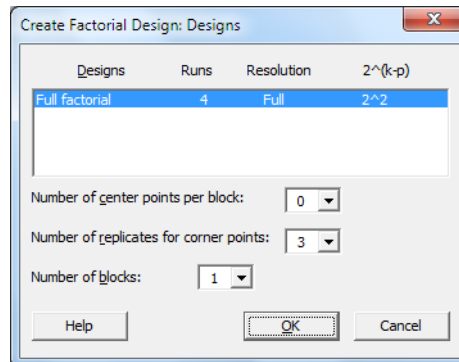 Create Factorial Design: Designs
X
Designs Runs Resolution 2^(k-p)
Full factorial 4 Full 2^2
Number of center points per block: 0
Number of replicates for corner points: 3
Number of blocks: 1
Help OK Cancel